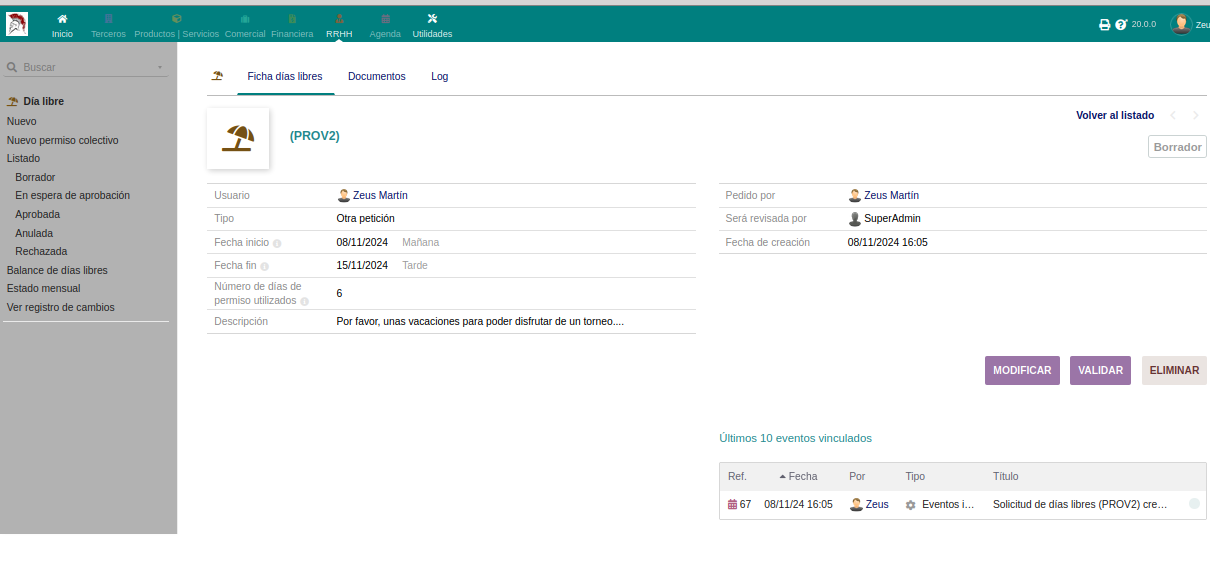 Inicio Terceros Productos | Servicios Comercial Financiera RRHH Agenda Utilidades 20.0.0 Zeu
Buscar
Día libre
Nuevo
Nuevo permiso colectivo
Listado
Borrador
En espera de aprobación
Aprobada
Anulada
Rechazada
Balance de días libres
Estado mensual
Ver registro de cambios
Ficha días libres Documentos Log
(PROV2)
Volver al listado
Borrador
Usuario Zeus Martín
Tipo Otra petición
Fecha inicio 08/11/2024 Mañana
Fecha fin 15/11/2024 Tarde
Número de días de
permiso utilizados 6
Descripción Por favor, unas vacaciones para poder disfrutar de un torneo....
Pedido por Zeus Martín
Será revisada por SuperAdmin
Fecha de creación 08/11/2024 16:05
MODIFICAR VALIDAR ELIMINAR
Últimos 10 eventos vinculados
Ref. Fecha Por Tipo Título
67 08/11/24 16:05 Zeus Eventos i... Solicitud de días libres (PROV2) cre...